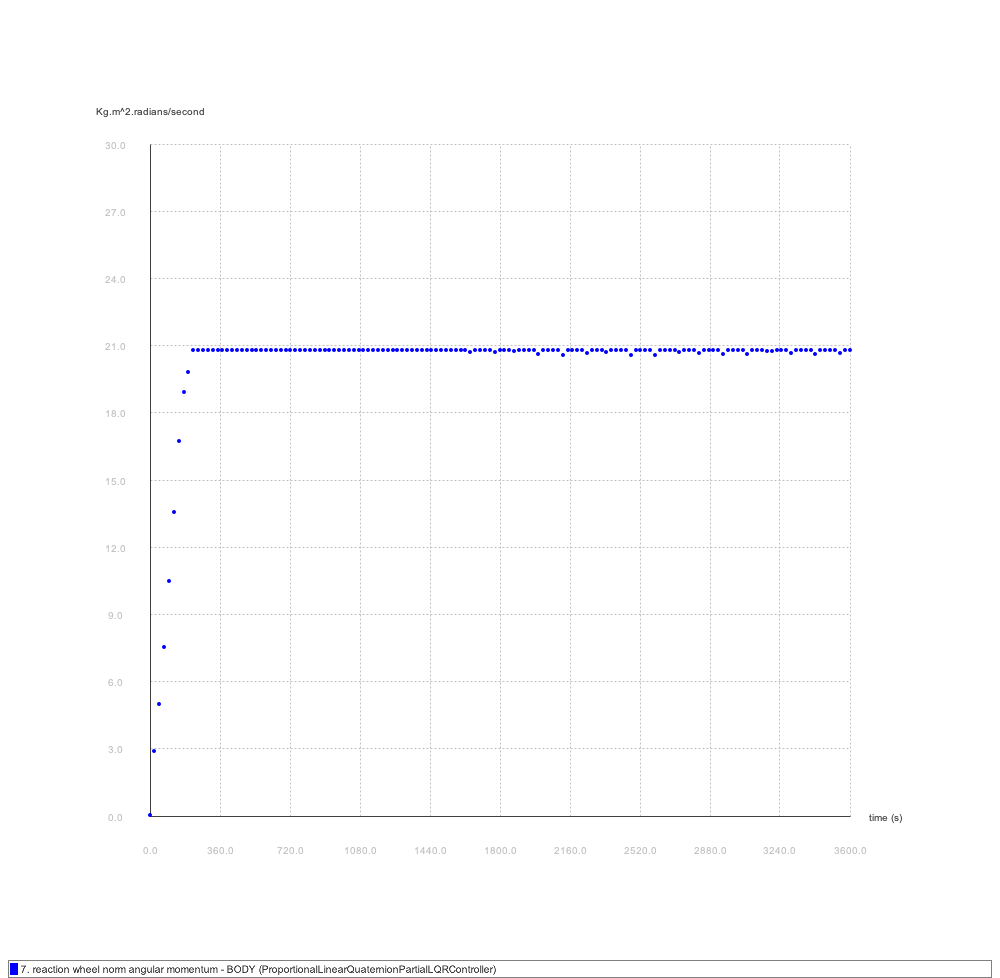 Kg.m^2.radians/second
30.0
27.0
24.0
21.0
18.0
15.0
12.0
9.0
6.0
3.0
0.0
time (s)
0.0 360.0 720.0 1080.0 1440.0 1800.0 2160.0 2520.0 2880.0 3240.0 3600.0
7. reaction wheel norm angular momentum - BODY (ProportionalLinearQuaternionPartialLQRController)